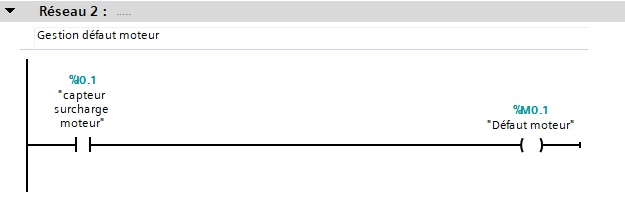 Réseau 2 : .....
Gestion défaut moteur
%I0.1
"capteur
surcharge
moteur"
%M0.1
"Défaut moteur"